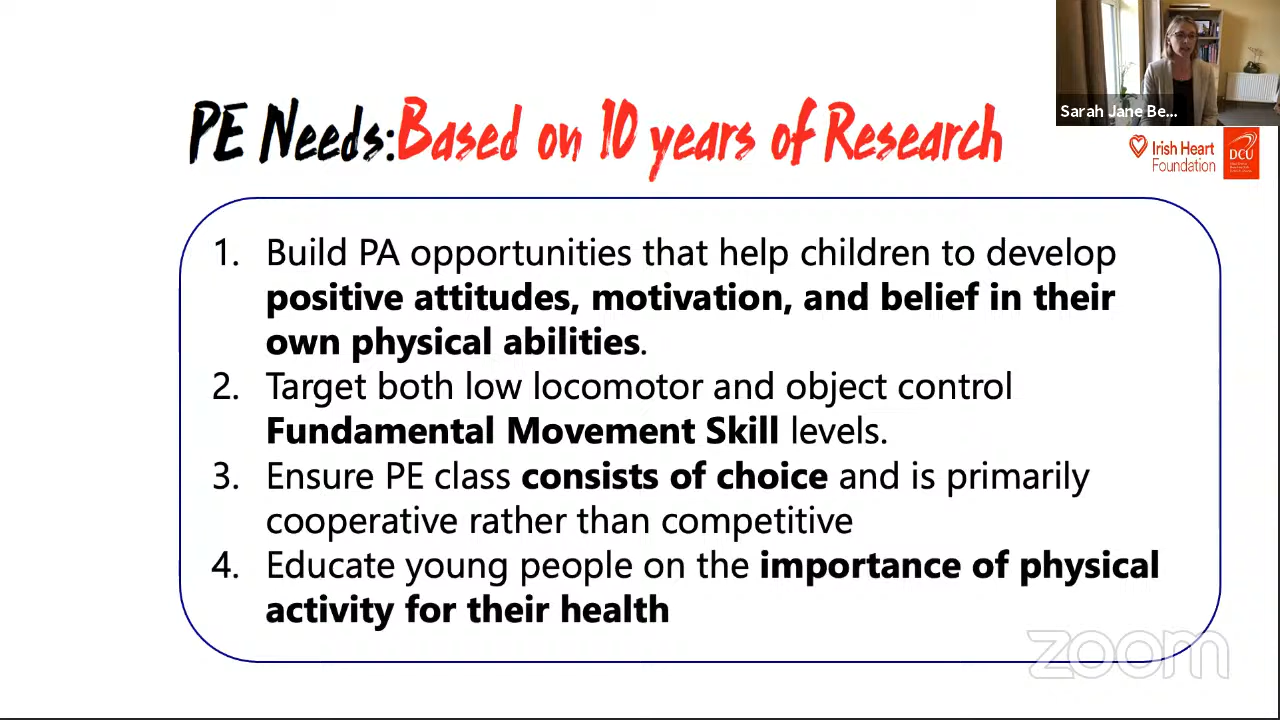 Sarah Jane Be...
PE Needs:Based on 10 years of Research
Irish Heart
Foundation
DCU
1. Build PA opportunities that help children to develop
positive attitudes, motivation, and belief in their
own physical abilities.
2. Target both low locomotor and object control
Fundamental Movement Skill levels.
3. Ensure PE class consists of choice and is primarily
cooperative rather than competitive
4. Educate young people on the importance of physical
activity for their health
zoom